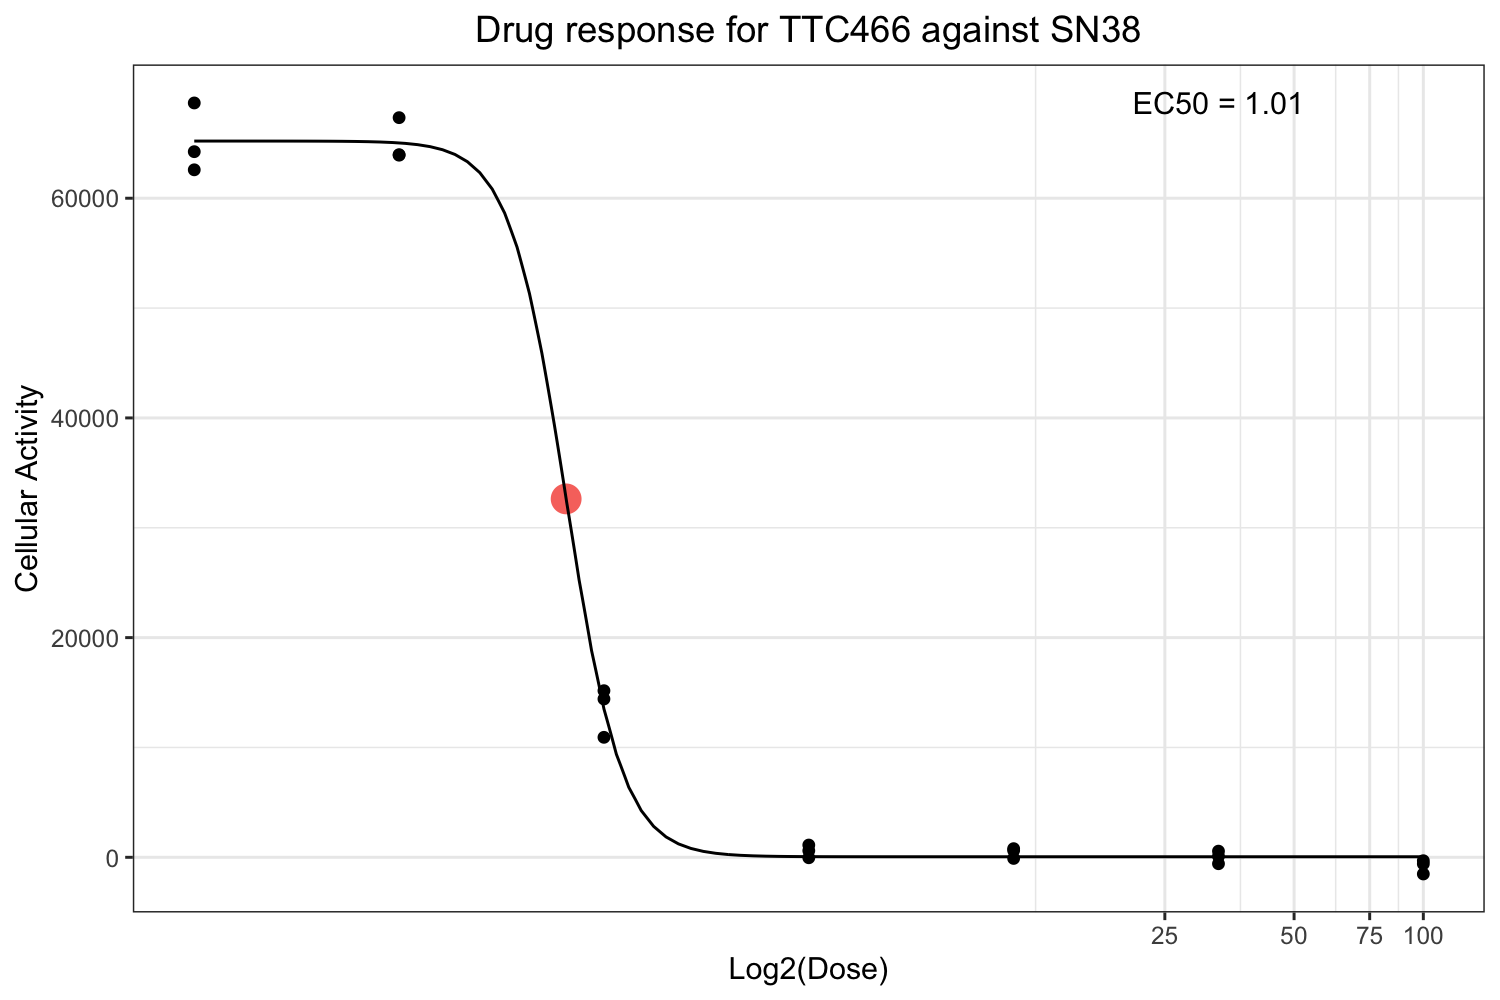 Drug response for TTC466 against SN38
EC50 = 1.01
Cellular Activity
60000
40000
20000
0
25 50 75 100
Log2(Dose)